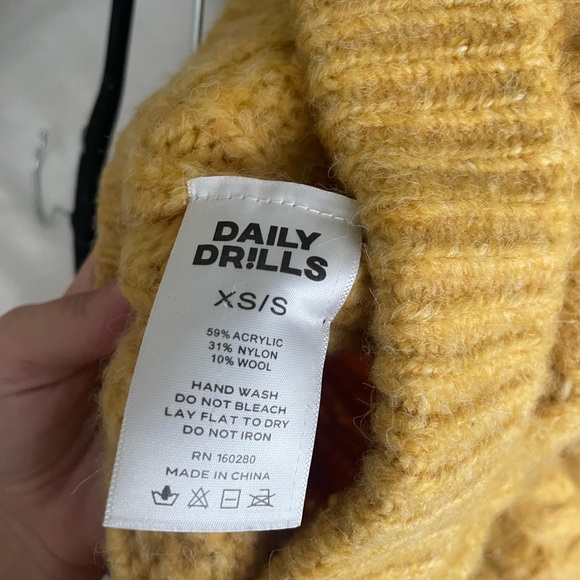 DAILY
DR!LLS
XS/S
59% ACRYLIC
31% NYLON
10% WOOL
HAND WASH
DO NOT BLEACH
LAY FLAT TO DRY
DO NOT IRON
RN 160280
MADE IN CHINA